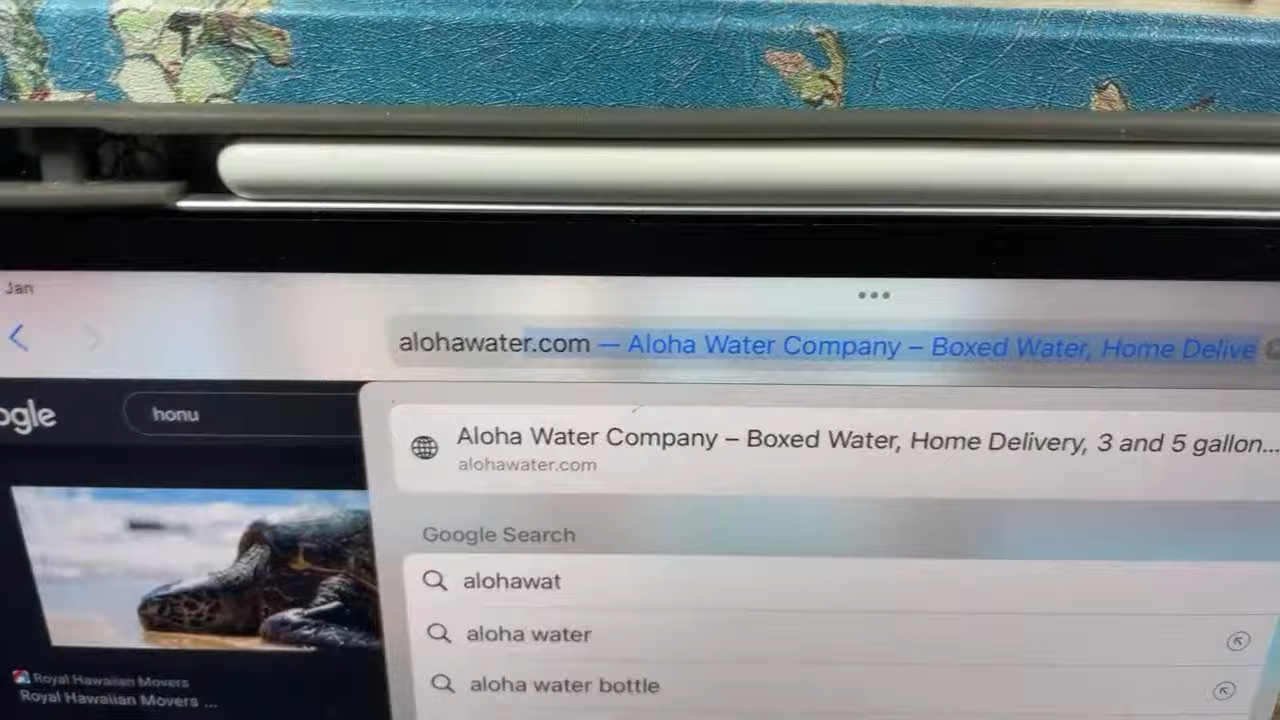 Jan
alohawater.com — Aloha Water Company – Boxed Water, Home Delive
ogle
honu
Aloha Water Company – Boxed Water, Home Delivery, 3 and 5 gallon...
alohawater.com
Google Search
alohawat
aloha water
aloha water bottle
Royal Hawaiian Movers
Royal Hawaiian Movers ...